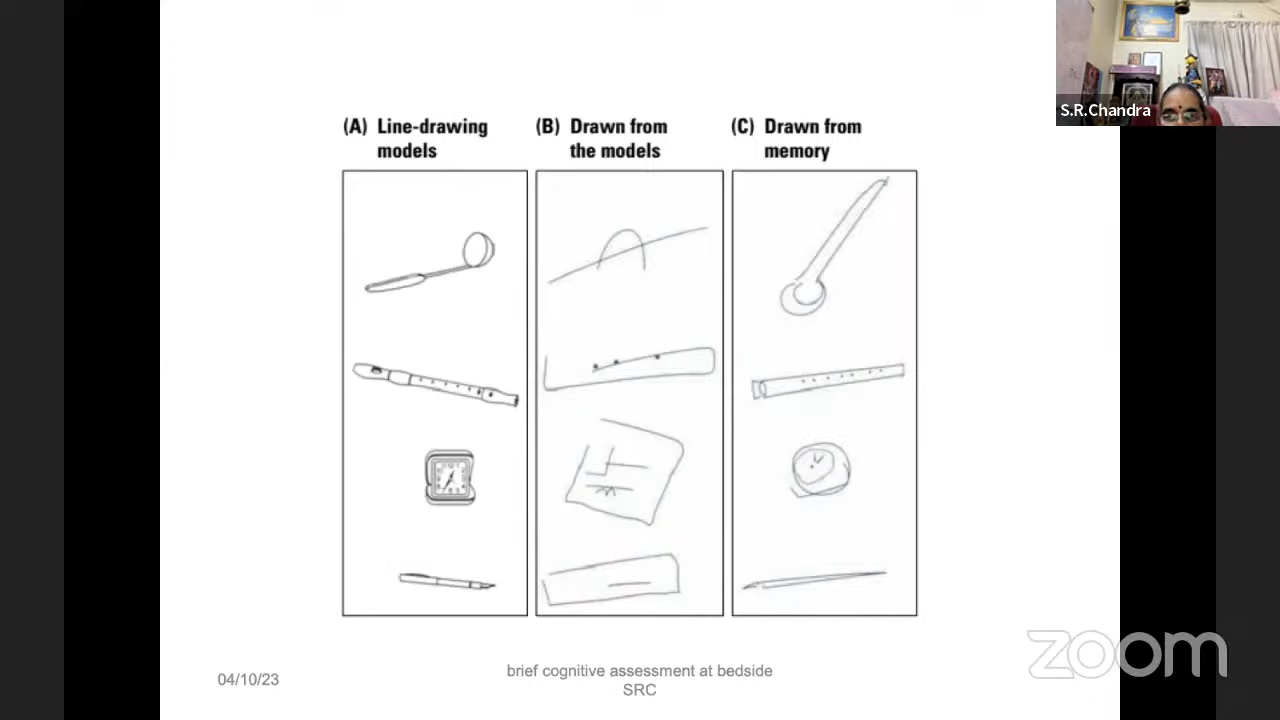 S.R.Chandra
(A) Line-drawing
models
(B) Drawn from
the models
(C) Drawn from
memory
04/10/23
brief cognitive assessment at bedside
SRC
zoom